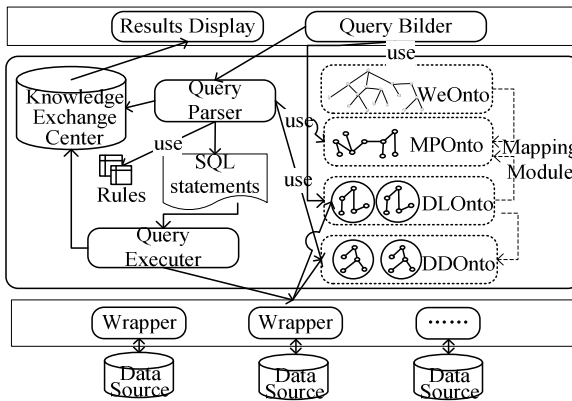 Results Display
Query Bilder
use
Knowledge
Exchange
Center
Query
Parser
WeOnto
use
MPOnto
Mapping
Module
use
Rules
SQL
statements
use
DLOnto
Query
Executer
DDOnto
Wrapper
Wrapper
......
Data
Source
Data
Source
Data
Source